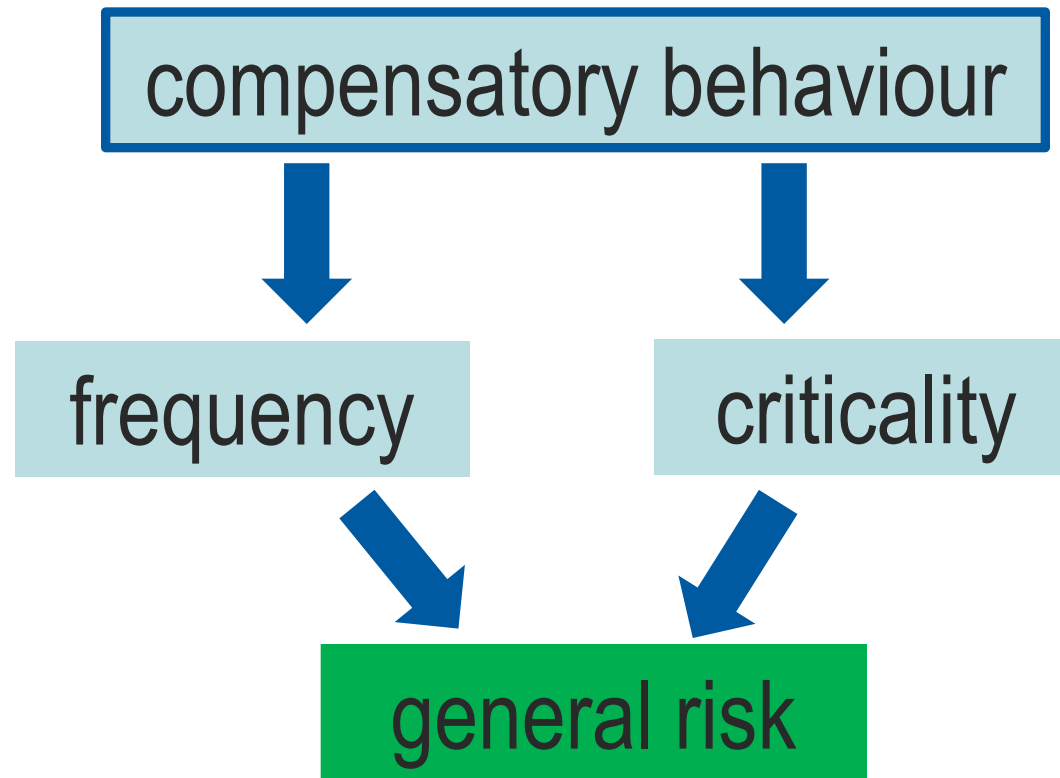 compensatory behaviour
frequency
criticality
general risk